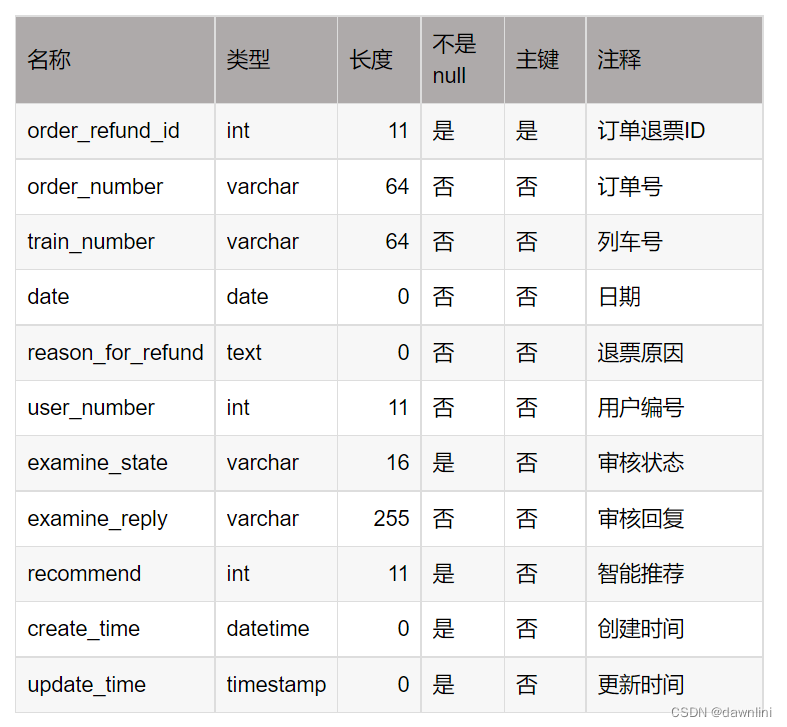 名称 类型 长度 不是null 主键 注释
order_refund_id int 11 是 是 订单退票ID
order_number varchar 64 否 否 订单号
train_number varchar 64 否 否 列车号
date date 0 否 否 日期
reason_for_refund text 0 否 否 退票原因
user_number int 11 否 否 用户编号
examine_state varchar 16 是 否 审核状态
examine_reply varchar 255 否 否 审核回复
recommend int 11 是 否 智能推荐
create_time datetime 0 是 否 创建时间
update_time timestamp 0 是 否 更新时间
CSDN @dawnlini